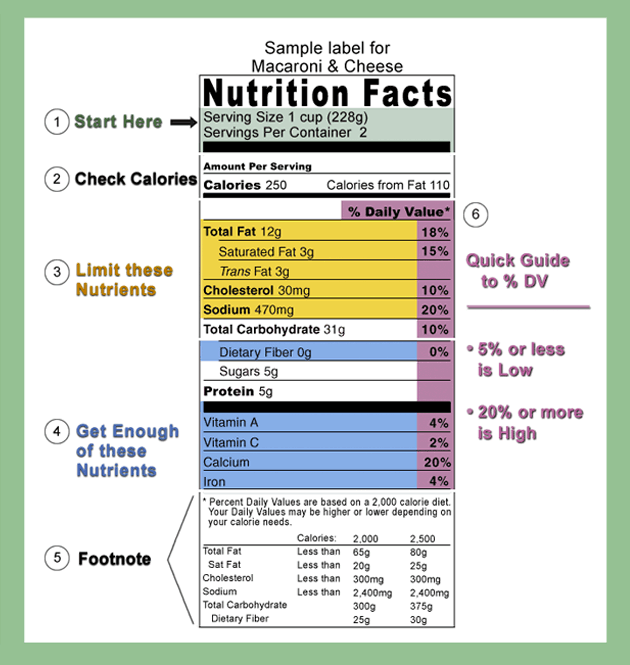 Sample label for
Macaroni & Cheese
Nutrition Facts
1 Start Here
Serving Size 1 cup (228g)
Servings Per Container 2
Amount Per Serving
2 Check Calories
Calories 250 Calories from Fat 110
% Daily Value*
6
Total Fat 12g 18%
Saturated Fat 3g 15%
Trans Fat 3g
Cholesterol 30mg 10%
Sodium 470mg 20%
Total Carbohydrate 31g 10%
3 Limit these
Nutrients
Quick Guide
to % DV
• 5% or less
is Low
• 20% or more
is High
Dietary Fiber 0g 0%
Sugars 5g
Protein 5g
Vitamin A 4%
Vitamin C 2%
Calcium 20%
Iron 4%
4 Get Enough
of these
Nutrients
* Percent Daily Values are based on a 2,000 calorie diet.
Your Daily Values may be higher or lower depending on
your calorie needs.
5 Footnote
Calories: 2,000 2,500
Total Fat Less than 65g 80g
Sat Fat Less than 20g 25g
Cholesterol Less than 300mg 300mg
Sodium Less than 2,400mg 2,400mg
Total Carbohydrate 300g 375g
Dietary Fiber 25g 30g